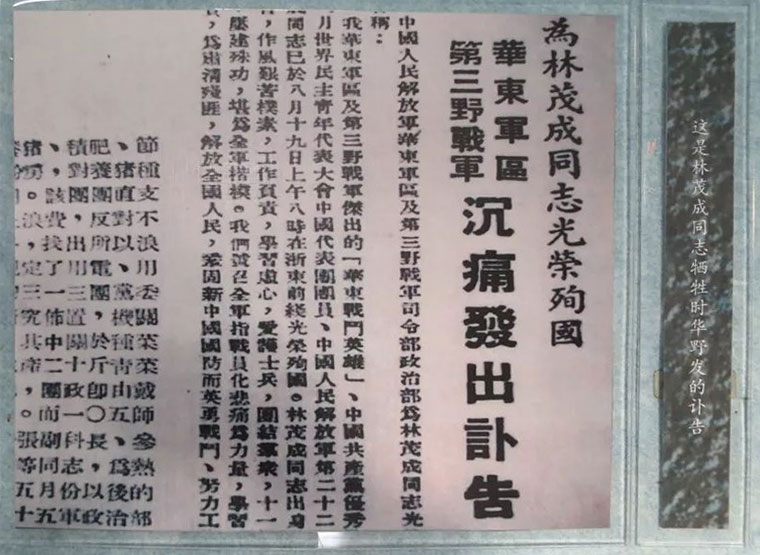 為林茂成同志光榮殉國
華東軍區
第三野戰軍
沉痛發出訃告
中國人民解放軍華東軍區及第三野戰軍司令部政治部為林茂成同志光
稱：
我華東軍區及第三野戰軍傑出的「華東戰鬥英雄」、中國共產黨優秀
月世界民主青年代表大會中國代表團團員、中國人民解放軍第二十二
成同志已於八月十九日上午八時在浙東前綫光榮殉國。林茂成同志出身
，作風艱苦樸素，工作負責，學習虛心，愛護士兵，團結羣衆，十一
屢建殊功，堪為全軍楷模。我們號召全軍指戰員化悲痛為力量，學習
，為肅清殘匪，解放全國人民，鞏固新中國國防而英勇戰鬥、努力工
節種支不浪用委關菜戴師參熱的部
、豬直對以、黨機種青由五、為後治
肥養團反所電團，於斤即〇長，以政
積對團，出用三置關十政一科志份軍
、，該費找了一佈中二團。副同月五
豬房。浪，定三究共產，。而張等五十
这是林茂成同志牺牲时华野发的讣告